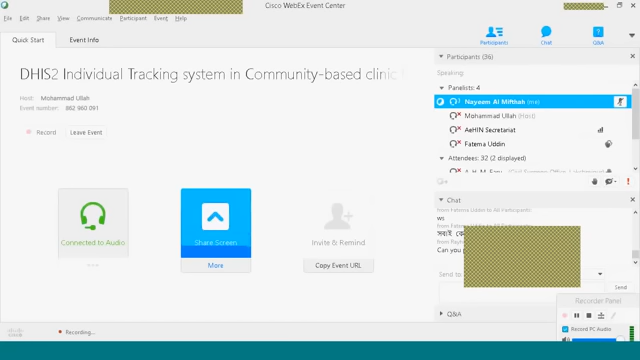 Cisco WebEx Event Center
File Edit Share View Communicate Participant Event Help
Participants Chat Q&A
Quick Start Event Info
Participants (36)
Speaking:
DHIS2 Individual Tracking system in Community-based clinic
Panelists: 4
Host: Mohammad Ullah
Event number: 882 960 091
Nayeem Al Mifthah (me)
Mohammad Ullah (Host)
AeHIN Secretariat
Fatema Uddin
Record Leave Event
Attendees: 32 (2 displayed)
Chat
from Fatema Uddin to All Participants:
ws
সবাই
Can you
Connected to Audio
Share Screen
Invite & Remind
More
Copy Event URL
Send to
Send
Q&A
Recorder Panel
Record PC Audio
cisco
Recording...